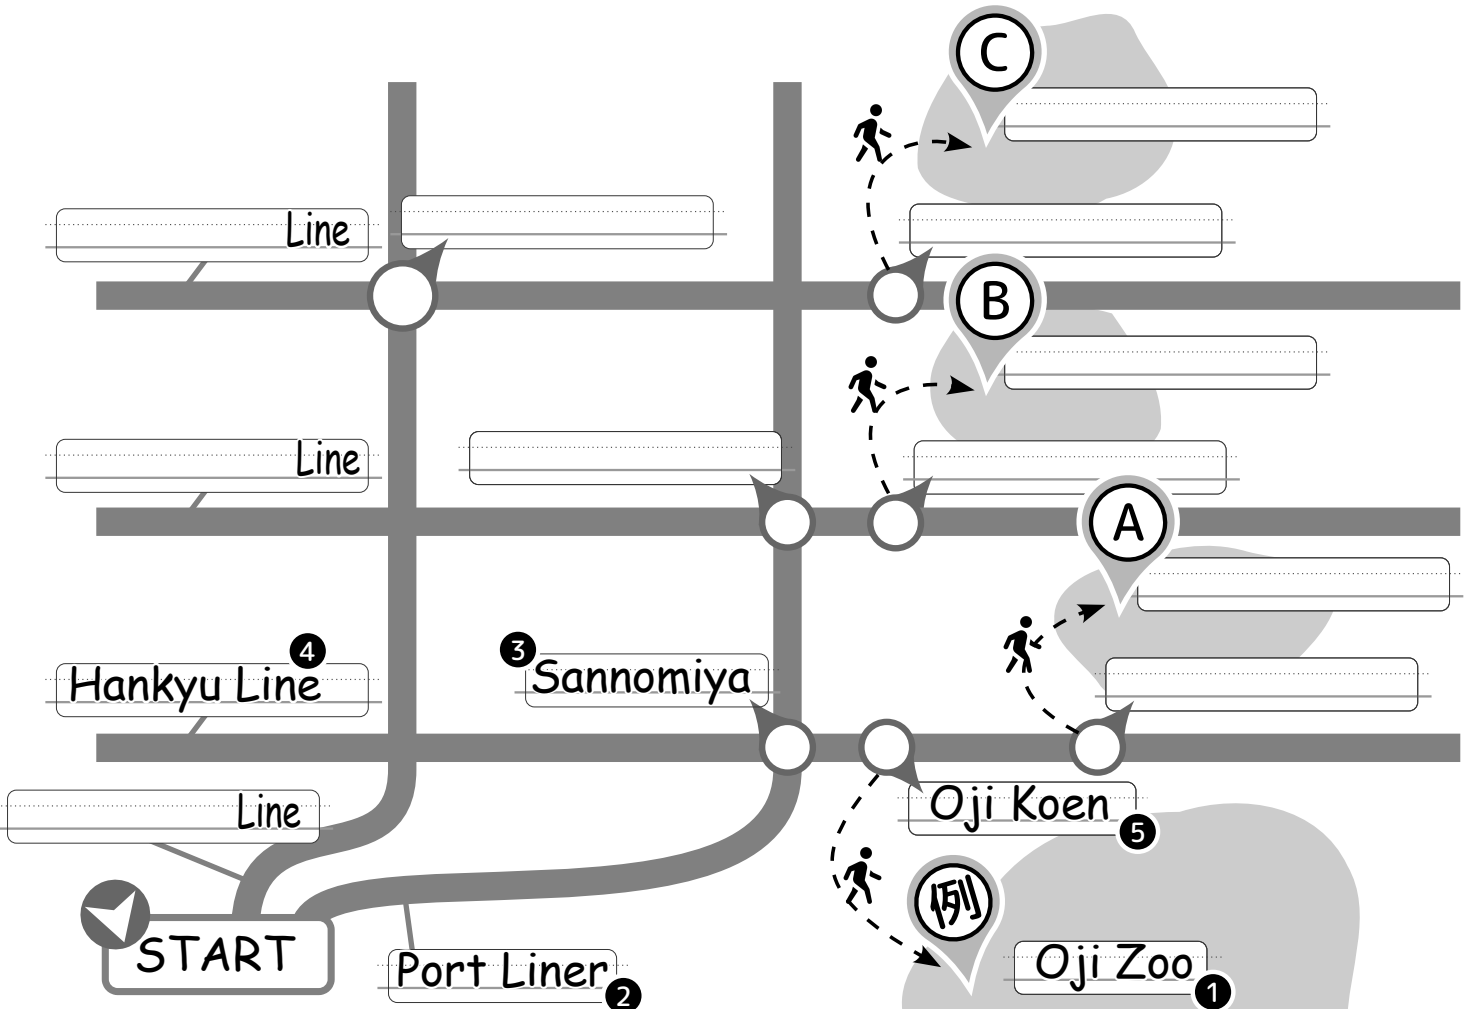 C
Line
B
Line
A
4
Hankyu Line
3
Sannomiya
Line
Oji Koen
5
例
START
Port Liner
2
Oji Zoo
1